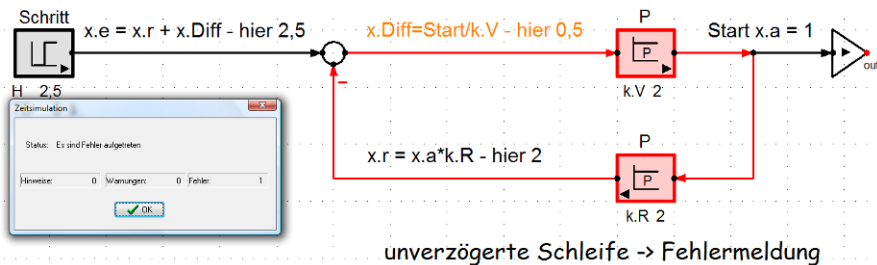 Schritt
x.e = x.r + x.Diff - hier 2,5
x.Diff=Start/k.V - hier 0,5
P
Start x.a = 1
P
out
H 2,5
k.V 2
Zeitsimulation
Status: Es sind Fehler aufgetreten
Hinweise: 0 Warnungen: 0 Fehler: 1
OK
x.r = x.a*k.R - hier 2
P
P
k.R 2
unverzögerte Schleife -> Fehlermeldung